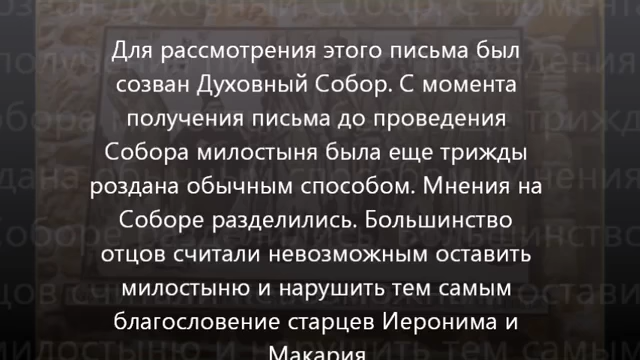 Для рассмотрения этого письма был
созван Духовный Собор. С момента
получения письма до проведения
Собора милостыня была еще трижды
роздана обычным способом. Мнения на
Соборе разделились. Большинство
отцов считали невозможным оставить
милостыню и нарушить тем самым
благословение старцев Иеронима и
Макария